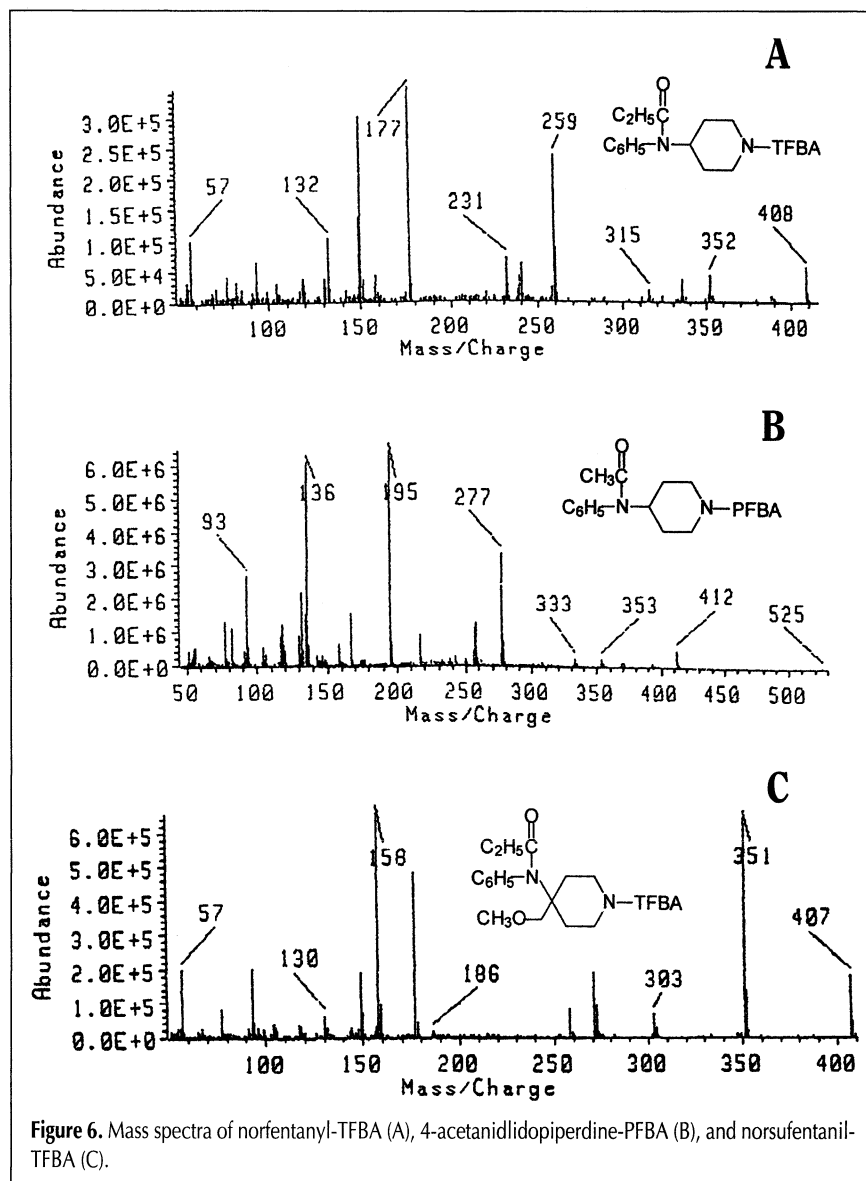 A
Abundance
3.0E+5
2.5E+5
2.0E+5
1.5E+5
1.0E+5
5.0E+4
0.0E+0
57
132
177
231
259
315
352
408
O
C2H5C
C6H5-N
N-TFBA
100 150 200 250 300 350 400
Mass/Charge
B
Abundance
6.0E+6
5.0E+6
4.0E+6
3.0E+6
2.0E+6
1.0E+6
0.0E+0
93
136
195
277
333
353
412
525
O
CH3C
C6H5-N
N-PFBA
50 100 150 200 250 300 350 400 450 500
Mass/Charge
C
Abundance
6.0E+5
5.0E+5
4.0E+5
3.0E+5
2.0E+5
1.0E+5
0.0E+0
57
130
158
186
303
351
407
O
C2H5C
C6H5-N
N-TFBA
CH3O
100 150 200 250 300 350 400
Mass/Charge
Figure 6. Mass spectra of norfentanyl-TFBA (A), 4-acetanidlidopiperdine-PFBA (B), and norsufentanil-
TFBA (C).